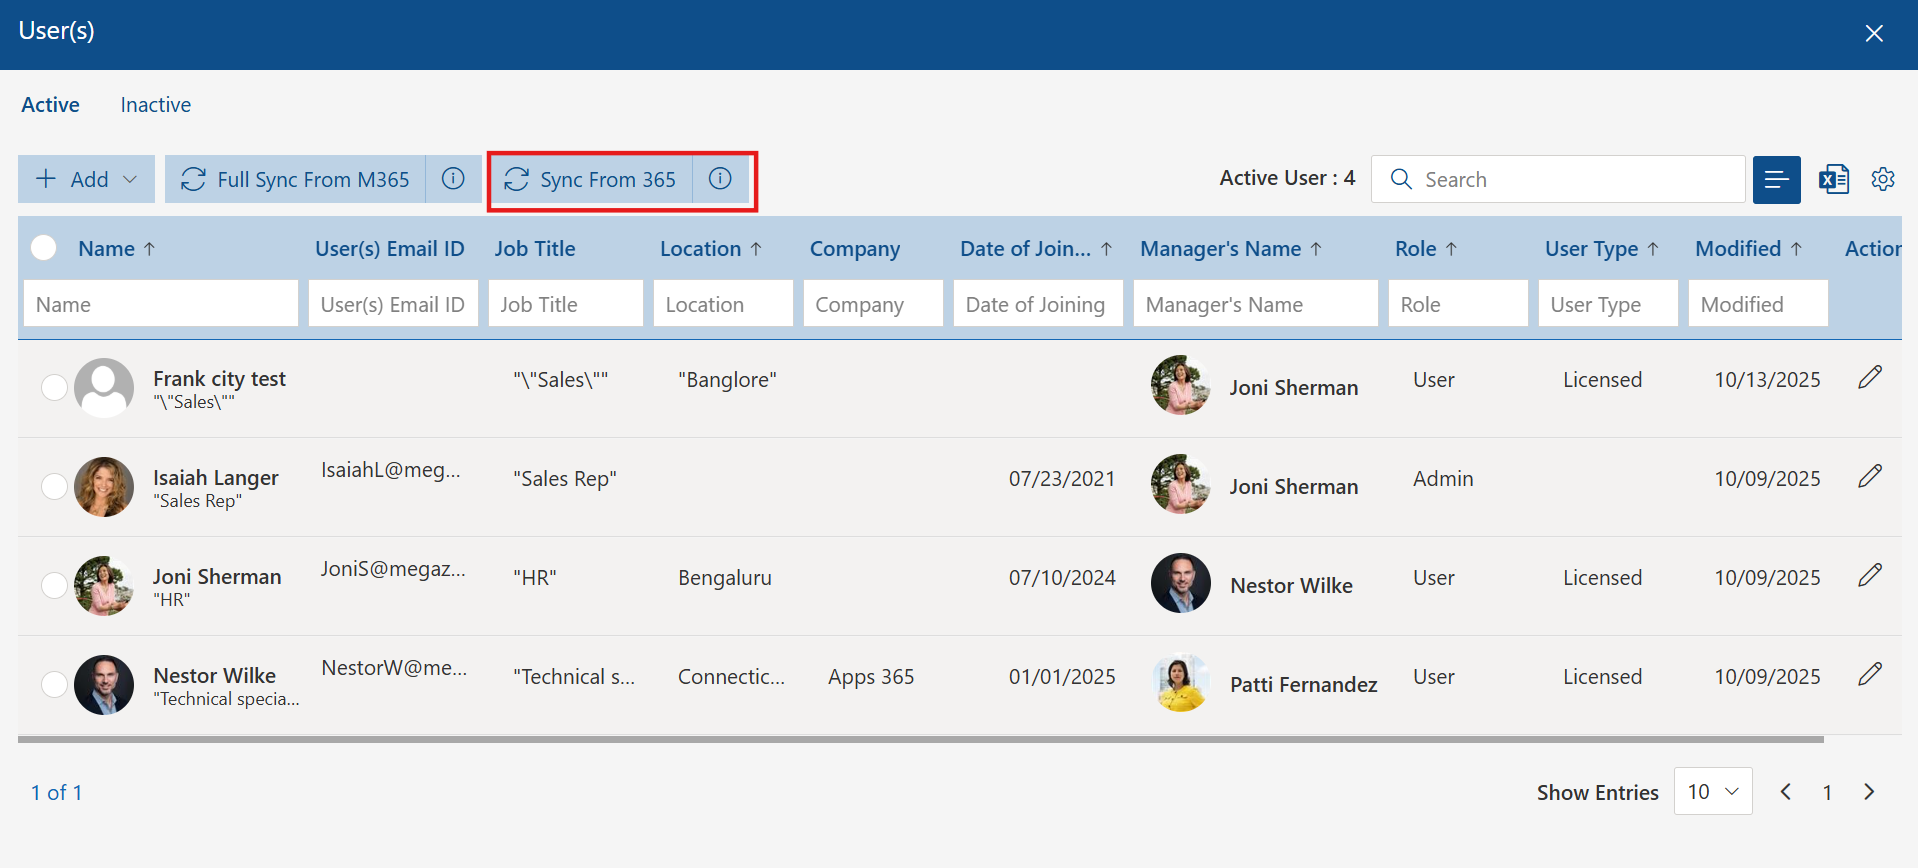 User(s)
Active Inactive
Add Full Sync From M365 Sync From 365 Active User : 4 Search
Name User(s) Email ID Job Title Location Company Date of Join... Manager's Name Role User Type Modified Action
Name User(s) Email ID Job Title Location Company Date of Joining Manager's Name Role User Type Modified
Frank city test "\"Sales\"" "Banglore" Joni Sherman User Licensed 10/13/2025
"\"Sales\""
Isaiah Langer IsaiahL@meg... "Sales Rep" 07/23/2021 Joni Sherman Admin 10/09/2025
"Sales Rep"
Joni Sherman JoniS@megaz... "HR" Bengaluru 07/10/2024 Nestor Wilke User Licensed 10/09/2025
"HR"
Nestor Wilke NestorW@me... "Technical s... Connectic... Apps 365 01/01/2025 Patti Fernandez User Licensed 10/09/2025
"Technical specia...
1 of 1 Show Entries 10 1